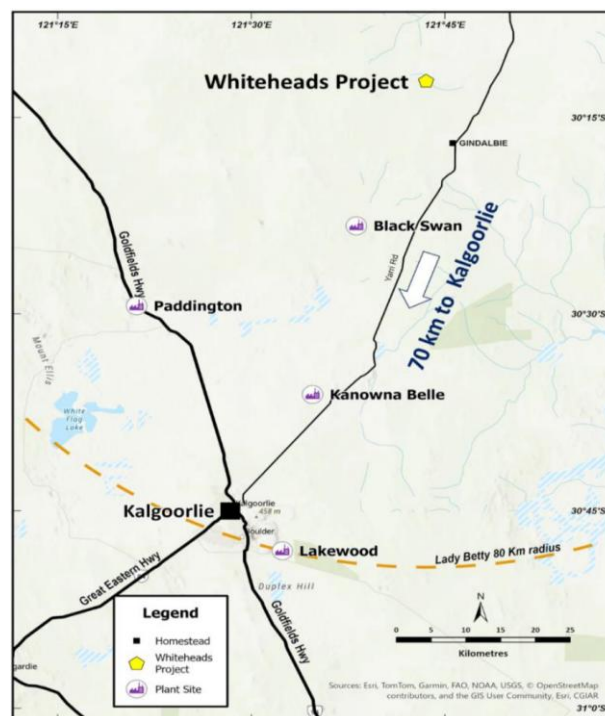 121°15'E
121°30'E
121°45'E
Whiteheads Project
30°15'S
GINDALBIE
Black Swan
Yarri Rd
70 km to Kalgoorlie
Goldfields Hwy
Paddington
30°30'S
White
Flag
Lake
Kanowna Belle
30°45'S
Kalgoorlie
Kalgoorlie
458 m
oulder
Lakewood
Lady Betty 80 Km radius
Great Eastern Hwy
Duplex Hill
Goldfields Hwy
Legend
Homestead
Whiteheads
Project
Plant Site
N
0 5 10 15 20 25
Kilometres
gardie
Sources: Esri, TomTom, Garmin, FAO, NOAA, USGS, © OpenStreetMap
contributors, and the GIS User Community, Esri, CGIAR
31°0'S